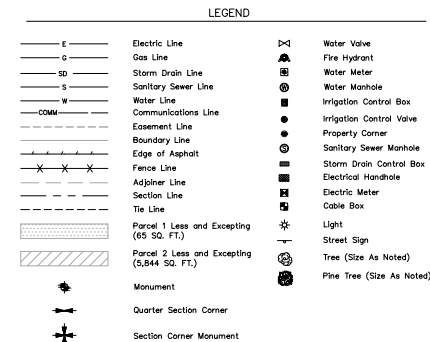 LEGEND
E Electric Line
G Gas Line
SD Storm Drain Line
S Sanitary Sewer Line
W Water Line
COMM Communications Line
Easement Line
Boundary Line
Edge of Asphalt
Fence Line
Adjoiner Line
Section Line
Tie Line
Parcel 1 Less and Excepting
(65 SQ. FT.)
Parcel 2 Less and Excepting
(5,844 SQ. FT.)
Monument
Quarter Section Corner
Section Corner Monument
Water Valve
Fire Hydrant
Water Meter
W Water Manhole
Irrigation Control Box
Irrigation Control Valve
Property Corner
S Sanitary Sewer Manhole
Storm Drain Control Box
Electrical Handhole
Electric Meter
Cable Box
Light
Street Sign
Tree (Size As Noted)
Pine Tree (Size As Noted)